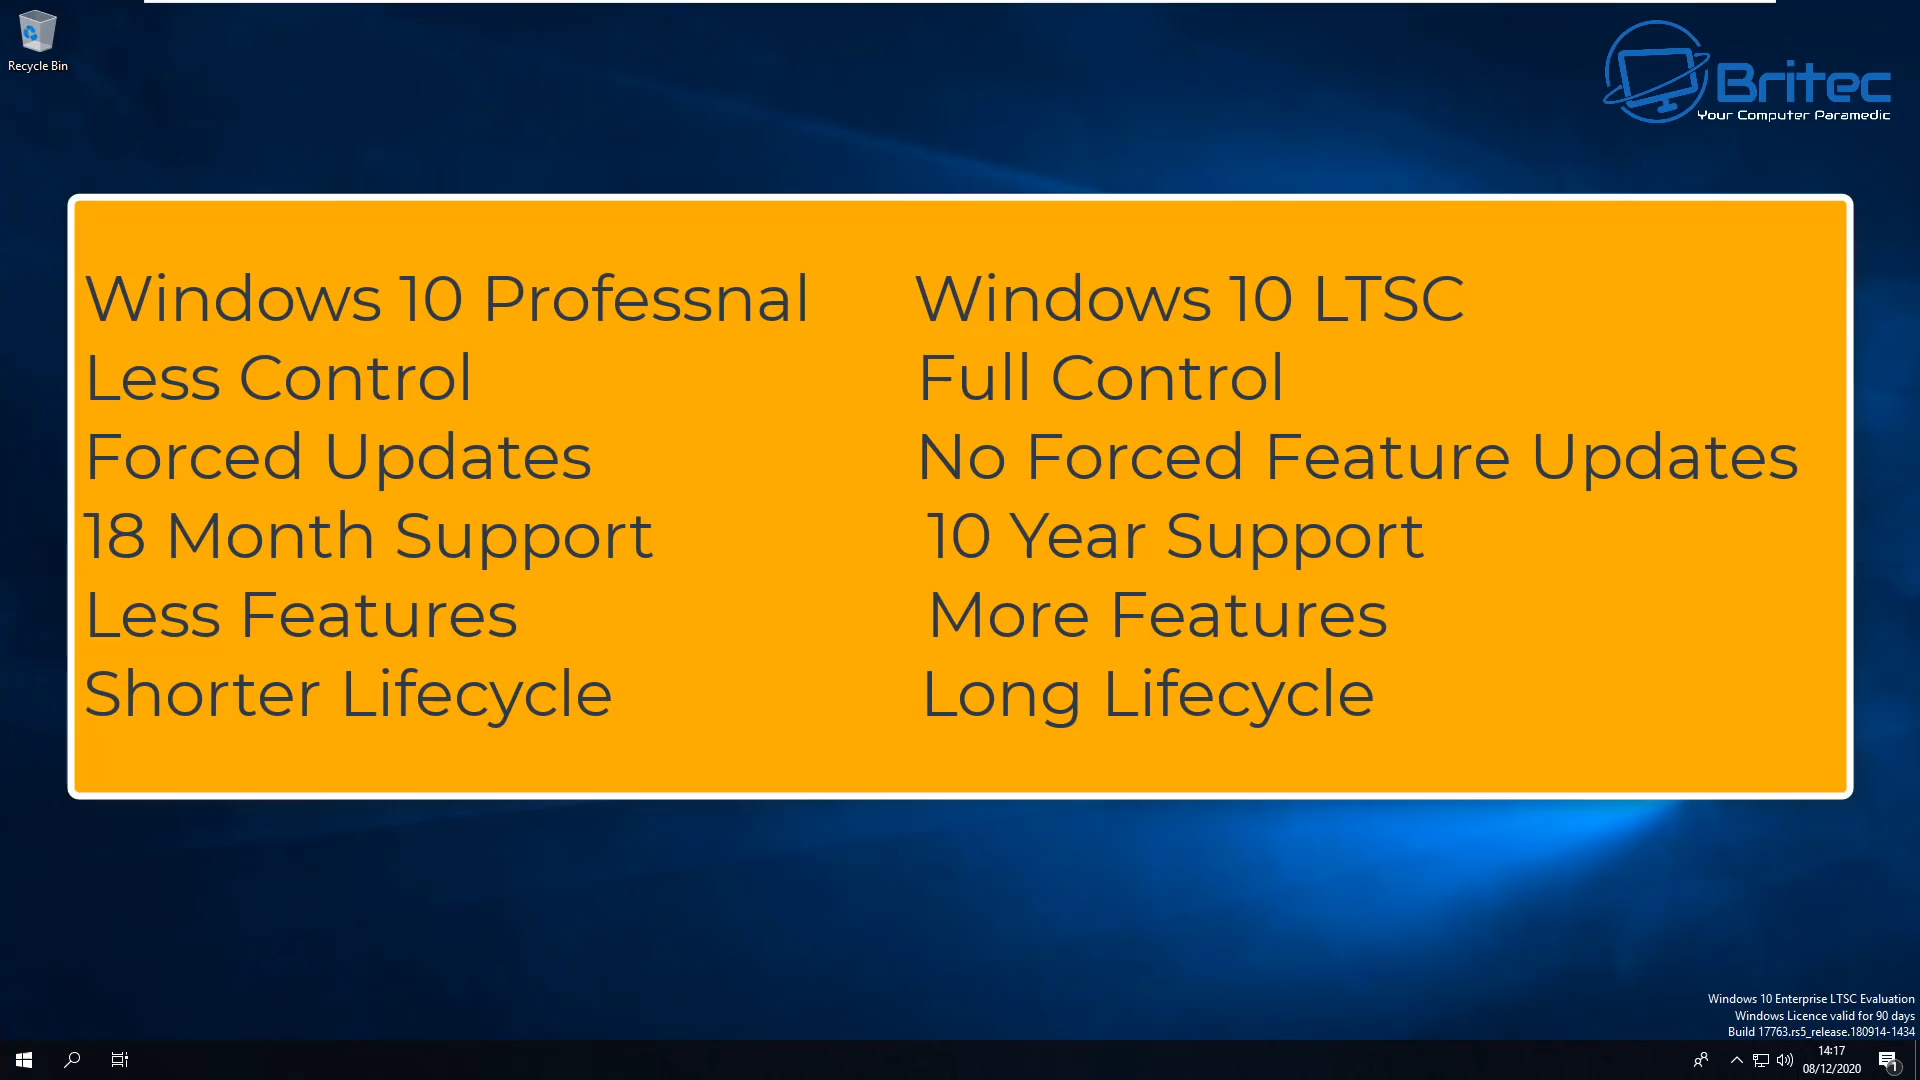 Recycle Bin
Britec
Your Computer Paramedic
Windows 10 Professnal
Windows 10 LTSC
Less Control
Full Control
Forced Updates
No Forced Feature Updates
18 Month Support
10 Year Support
Less Features
More Features
Shorter Lifecycle
Long Lifecycle
Windows 10 Enterprise LTSC Evaluation
Windows Licence valid for 90 days
Build 17763.rs5_release.180914-1434
14:17
08/12/2020
1